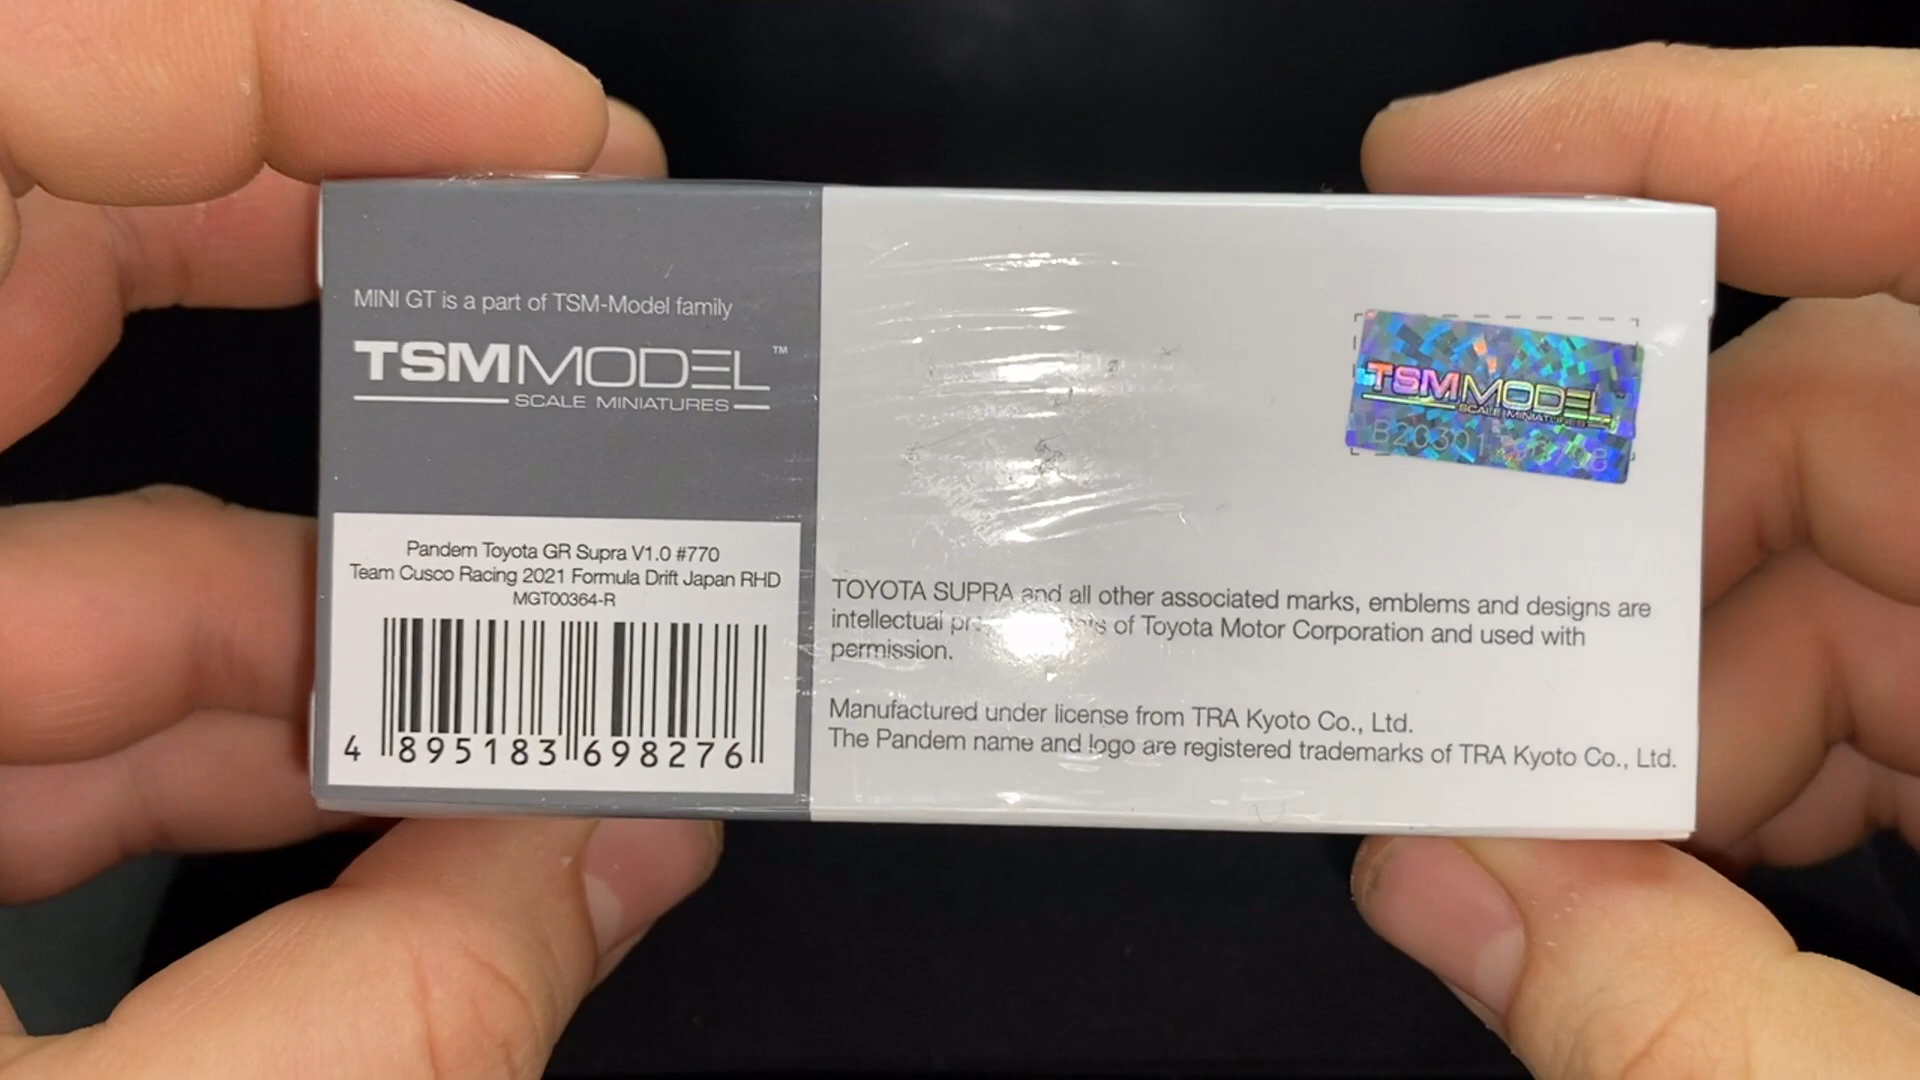 MINI GT is a part of TSM-Model family
TSMMODEL™
SCALE MINIATURES
Pandem Toyota GR Supra V1.0 #770
Team Cusco Racing 2021 Formula Drift Japan RHD
MGT00364-R
4 895183 698276
TSMMODEL
SCALE MINIATURES
TOYOTA SUPRA and all other associated marks, emblems and designs are
intellectual of Toyota Motor Corporation and used with
permission.
Manufactured under license from TRA Kyoto Co., Ltd.
The Pandem name and logo are registered trademarks of TRA Kyoto Co., Ltd.